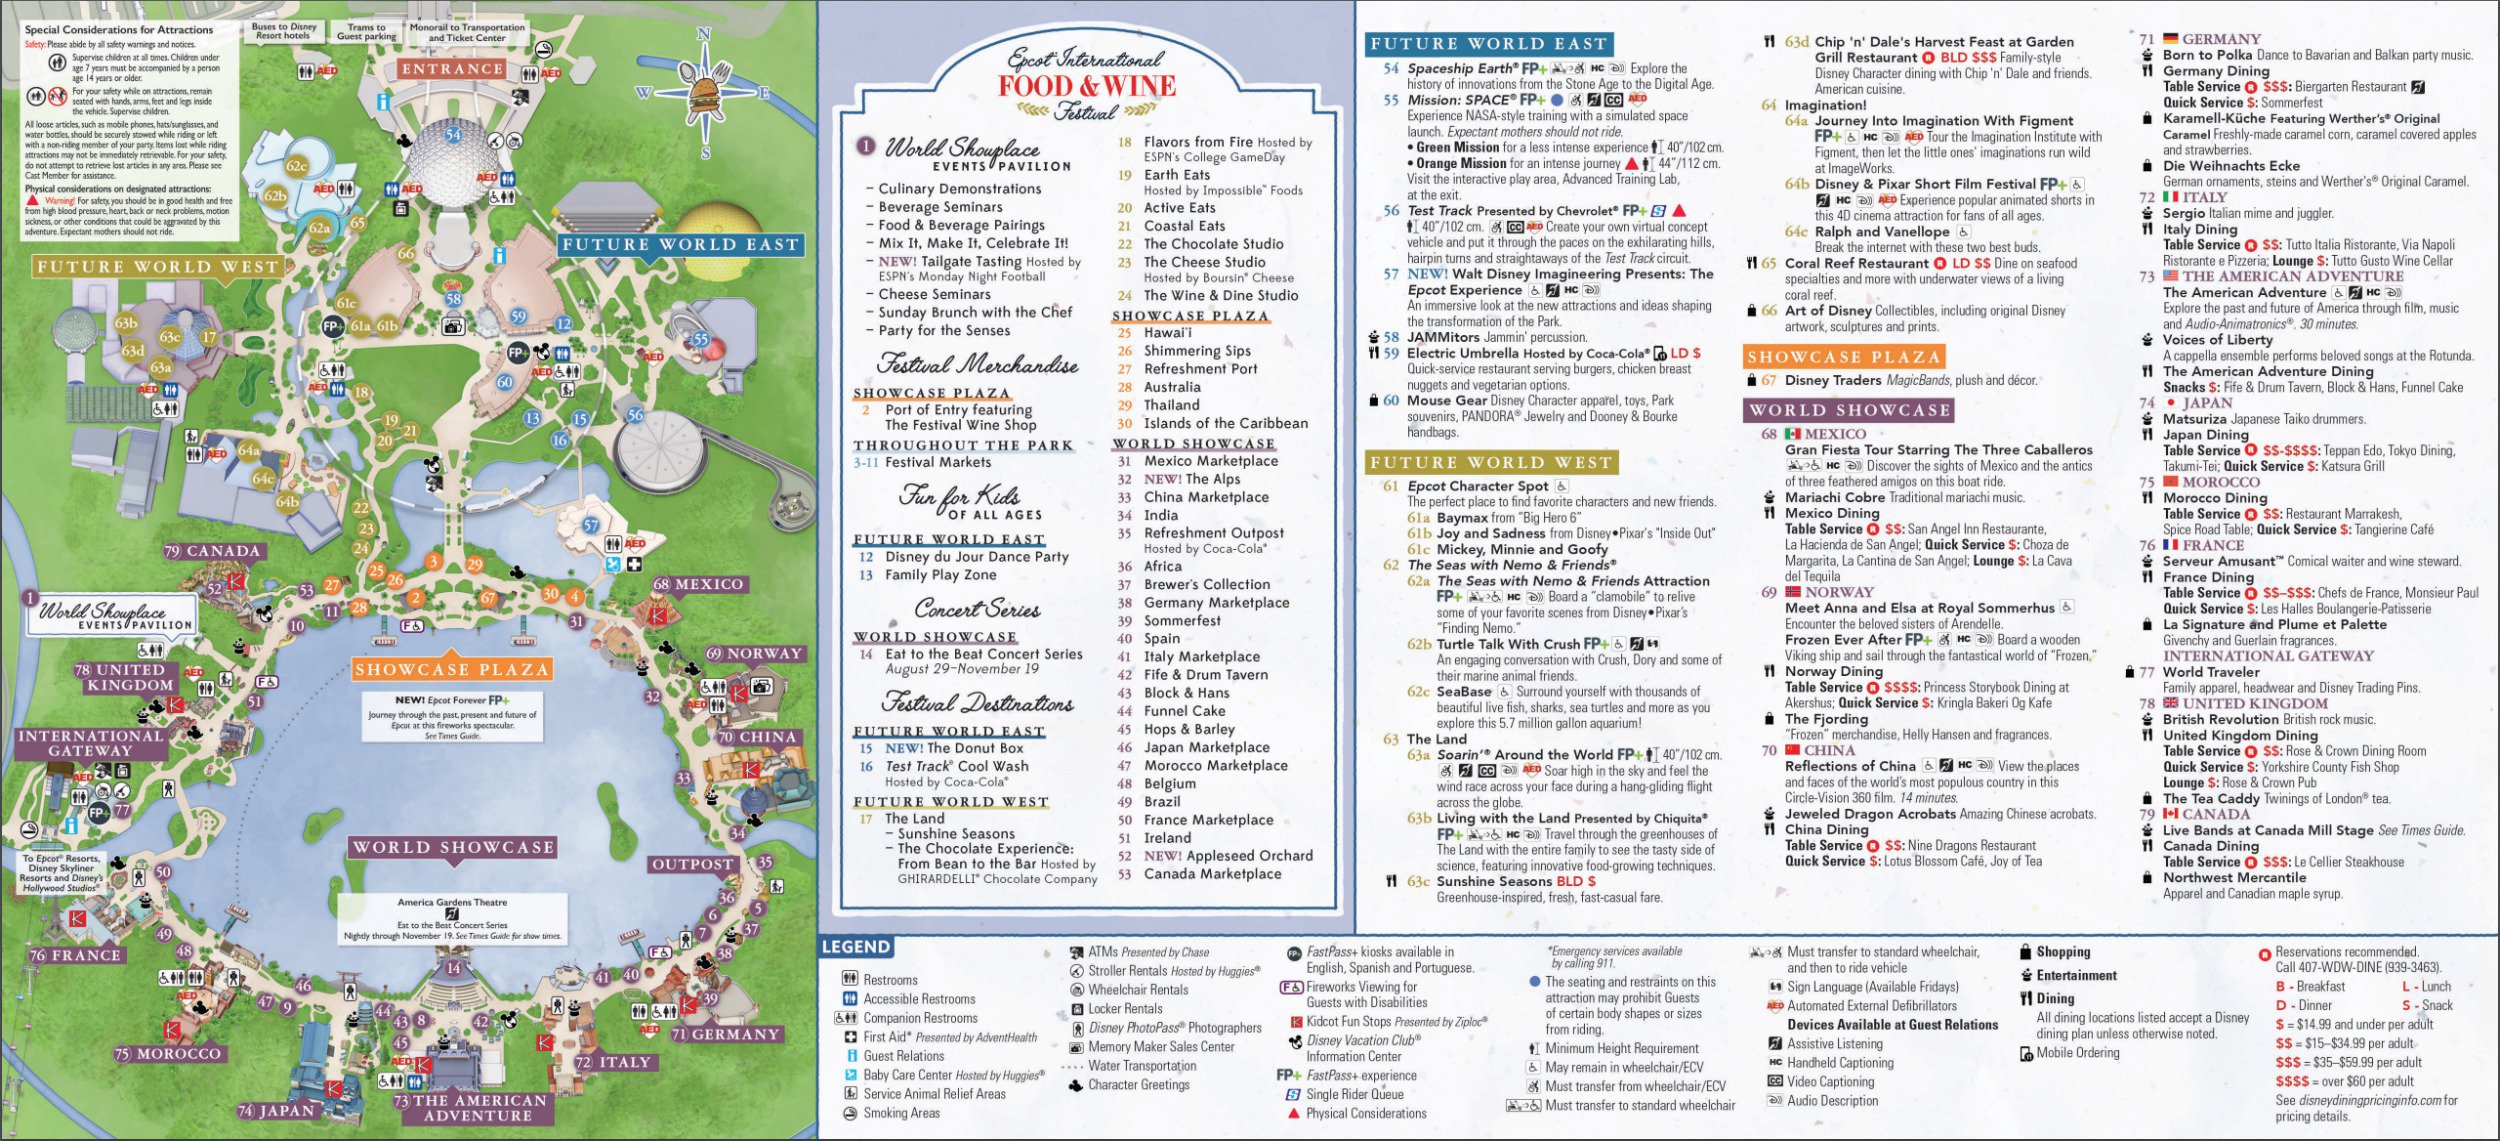 Special Considerations for Attractions
Safety: Please abide by all safety warnings and notices.
Supervise children at all times. Children under
age 7 years must be accompanied by a person
age 14 years or older.
For your safety while on attractions, remain
seated with hands, arms, feet and legs inside
the vehicle. Supervise children.
All loose articles, such as mobile phones, hats/sunglasses, and
water bottles, should be securely stowed while riding or left
with a non-riding member of your party. Items lost while riding
attractions may not be immediately retrievable. For your safety,
do not attempt to retrieve lost articles in any area. Please see
Cast Member for assistance.
Physical considerations on designated attractions:
Warning! For safety, you should be in good health and free
from high blood pressure, heart, back or neck problems, motion
sickness, or other conditions that could be aggravated by this
adventure. Expectant mothers should not ride.
Buses to Disney
Resort hotels
Trams to
Guest parking
Monorail to Transportation
and Ticket Center
ENTRANCE
N
W
E
S
FUTURE WORLD EAST
FUTURE WORLD WEST
79 CANADA
1 World Showplace
EVENTS PAVILION
78 UNITED
KINGDOM
INTERNATIONAL
GATEWAY
To Epcot® Resorts,
Disney Skyliner
Resorts and Disney's
Hollywood Studios®
SHOWCASE PLAZA
NEW! Epcot Forever FP+
Journey through the past, present and future of
Epcot at this fireworks spectacular.
See Times Guide.
68 MEXICO
69 NORWAY
70 CHINA
OUTPOST
WORLD SHOWCASE
America Gardens Theatre
Eat to the Beat Concert Series
Nightly through November 19. See Times Guide for show times.
76 FRANCE
75 MOROCCO
74 JAPAN
73 THE AMERICAN
ADVENTURE
72 ITALY
71 GERMANY
Epcot International
FOOD & WINE
Festival
1 World Showplace
EVENTS PAVILION
– Culinary Demonstrations
– Beverage Seminars
– Food & Beverage Pairings
– Mix It, Make It, Celebrate It!
– NEW! Tailgate Tasting Hosted by
ESPN's Monday Night Football
– Cheese Seminars
– Sunday Brunch with the Chef
– Party for the Senses
Festival Merchandise
SHOWCASE PLAZA
2 Port of Entry featuring
The Festival Wine Shop
THROUGHOUT THE PARK
3-11 Festival Markets
Fun for Kids
OF ALL AGES
FUTURE WORLD EAST
12 Disney du Jour Dance Party
13 Family Play Zone
Concert Series
WORLD SHOWCASE
14 Eat to the Beat Concert Series
August 29–November 19
Festival Destinations
FUTURE WORLD EAST
15 NEW! The Donut Box
16 Test Track® Cool Wash
Hosted by Coca-Cola®
FUTURE WORLD WEST
17 The Land
– Sunshine Seasons
– The Chocolate Experience:
From Bean to the Bar Hosted by
GHIRARDELLI® Chocolate Company
18 Flavors from Fire Hosted by
ESPN's College GameDay
19 Earth Eats
Hosted by Impossible™ Foods
20 Active Eats
21 Coastal Eats
22 The Chocolate Studio
23 The Cheese Studio
Hosted by Boursin® Cheese
24 The Wine & Dine Studio
SHOWCASE PLAZA
25 Hawai'i
26 Shimmering Sips
27 Refreshment Port
28 Australia
29 Thailand
30 Islands of the Caribbean
WORLD SHOWCASE
31 Mexico Marketplace
32 NEW! The Alps
33 China Marketplace
34 India
35 Refreshment Outpost
Hosted by Coca-Cola®
36 Africa
37 Brewer's Collection
38 Germany Marketplace
39 Sommerfest
40 Spain
41 Italy Marketplace
42 Fife & Drum Tavern
43 Block & Hans
44 Funnel Cake
45 Hops & Barley
46 Japan Marketplace
47 Morocco Marketplace
48 Belgium
49 Brazil
50 France Marketplace
51 Ireland
52 NEW! Appleseed Orchard
53 Canada Marketplace
FUTURE WORLD EAST
54 Spaceship Earth® FP+ HC Explore the
history of innovations from the Stone Age to the Digital Age.
55 Mission: SPACE® FP+ CC AED
Experience NASA-style training with a simulated space
launch. Expectant mothers should not ride.
• Green Mission for a less intense experience 40"/102 cm.
• Orange Mission for an intense journey 44"/112 cm.
Visit the interactive play area, Advanced Training Lab,
at the exit.
56 Test Track Presented by Chevrolet® FP+ S
40"/102 cm. HC CC AED Create your own virtual concept
vehicle and put it through the paces on the exhilarating hills,
hairpin turns and straightaways of the Test Track circuit.
57 NEW! Walt Disney Imagineering Presents: The
Epcot Experience HC
An immersive look at the new attractions and ideas shaping
the transformation of the Park.
58 JAMMitors Jammin' percussion.
59 Electric Umbrella Hosted by Coca-Cola® LD $
Quick-service restaurant serving burgers, chicken breast
nuggets and vegetarian options.
60 Mouse Gear Disney Character apparel, toys, Park
souvenirs, PANDORA® Jewelry and Dooney & Bourke
handbags.
FUTURE WORLD WEST
61 Epcot Character Spot
The perfect place to find favorite characters and new friends.
61a Baymax from "Big Hero 6"
61b Joy and Sadness from Disney•Pixar's "Inside Out"
61c Mickey, Minnie and Goofy
62 The Seas with Nemo & Friends®
62a The Seas with Nemo & Friends Attraction
FP+ HC Board a "clamobile" to relive
some of your favorite scenes from Disney•Pixar's
"Finding Nemo."
62b Turtle Talk With Crush FP+
An engaging conversation with Crush, Dory and some of
their marine animal friends.
62c SeaBase Surround yourself with thousands of
beautiful live fish, sharks, sea turtles and more as you
explore this 5.7 million gallon aquarium!
63 The Land
63a Soarin'® Around the World FP+ 40"/102 cm.
CC AED Soar high in the sky and feel the
wind race across your face during a hang-gliding flight
across the globe.
63b Living with the Land Presented by Chiquita®
FP+ HC Travel through the greenhouses of
The Land with the entire family to see the tasty side of
science, featuring innovative food-growing techniques.
63c Sunshine Seasons BLD $
Greenhouse-inspired, fresh, fast-casual fare.
63d Chip 'n' Dale's Harvest Feast at Garden
Grill Restaurant R BLD $$$ Family-style
Disney Character dining with Chip 'n' Dale and friends.
American cuisine.
64 Imagination!
64a Journey Into Imagination With Figment
FP+ HC AED Tour the Imagination Institute with
Figment, then let the little ones' imaginations run wild
at ImageWorks.
64b Disney & Pixar Short Film Festival FP+
HC AED Experience popular animated shorts in
this 4D cinema attraction for fans of all ages.
64c Ralph and Vanellope
Break the internet with these two best buds.
65 Coral Reef Restaurant R LD $$ Dine on seafood
specialties and more with underwater views of a living
coral reef.
66 Art of Disney Collectibles, including original Disney
artwork, sculptures and prints.
SHOWCASE PLAZA
67 Disney Traders MagicBands, plush and décor.
WORLD SHOWCASE
68 MEXICO
Gran Fiesta Tour Starring The Three Caballeros
HC Discover the sights of Mexico and the antics
of three feathered amigos on this boat ride.
Mariachi Cobre Traditional mariachi music.
Mexico Dining
Table Service R $$: San Angel Inn Restaurante,
La Hacienda de San Angel; Quick Service $: Choza de
Margarita, La Cantina de San Angel; Lounge $: La Cava
del Tequila
69 NORWAY
Meet Anna and Elsa at Royal Sommerhus
Encounter the beloved sisters of Arendelle.
Frozen Ever After FP+ HC Board a wooden
Viking ship and sail through the fantastical world of "Frozen."
Norway Dining
Table Service R $$$$: Princess Storybook Dining at
Akershus; Quick Service $: Kringla Bakeri Og Kafe
The Fjording
"Frozen" merchandise, Helly Hansen and fragrances.
70 CHINA
Reflections of China HC View the places
and faces of the world's most populous country in this
Circle-Vision 360 film. 14 minutes.
Jeweled Dragon Acrobats Amazing Chinese acrobats.
China Dining
Table Service R $$: Nine Dragons Restaurant
Quick Service $: Lotus Blossom Café, Joy of Tea
71 GERMANY
Born to Polka Dance to Bavarian and Balkan party music.
Germany Dining
Table Service R $$$: Biergarten Restaurant
Quick Service $: Sommerfest
Karamell-Küche Featuring Werther's® Original
Caramel Freshly-made caramel corn, caramel covered apples
and strawberries.
Die Weihnachts Ecke
German ornaments, steins and Werther's® Original Caramel.
72 ITALY
Sergio Italian mime and juggler.
Italy Dining
Table Service R $$: Tutto Italia Ristorante, Via Napoli
Ristorante e Pizzeria; Lounge $: Tutto Gusto Wine Cellar
73 THE AMERICAN ADVENTURE
The American Adventure HC
Explore the past and future of America through film, music
and Audio-Animatronics®. 30 minutes.
Voices of Liberty
A cappella ensemble performs beloved songs at the Rotunda.
The American Adventure Dining
Snacks $: Fife & Drum Tavern, Block & Hans, Funnel Cake
74 JAPAN
Matsuriza Japanese Taiko drummers.
Japan Dining
Table Service R $$-$$$$: Teppan Edo, Tokyo Dining,
Takumi-Tei; Quick Service $: Katsura Grill
75 MOROCCO
Morocco Dining
Table Service R $$: Restaurant Marrakesh,
Spice Road Table; Quick Service $: Tangierine Café
76 FRANCE
Serveur Amusant™ Comical waiter and wine steward.
France Dining
Table Service R $$–$$$: Chefs de France, Monsieur Paul
Quick Service $: Les Halles Boulangerie-Patisserie
La Signature and Plume et Palette
Givenchy and Guerlain fragrances.
INTERNATIONAL GATEWAY
77 World Traveler
Family apparel, headwear and Disney Trading Pins.
78 UNITED KINGDOM
British Revolution British rock music.
United Kingdom Dining
Table Service R $$: Rose & Crown Dining Room
Quick Service $: Yorkshire County Fish Shop
Lounge $: Rose & Crown Pub
The Tea Caddy Twinings of London® tea.
79 CANADA
Live Bands at Canada Mill Stage See Times Guide.
Canada Dining
Table Service R $$$: Le Cellier Steakhouse
Northwest Mercantile
Apparel and Canadian maple syrup.
LEGEND
Restrooms
Accessible Restrooms
Companion Restrooms
First Aid* Presented by AdventHealth
Guest Relations
Baby Care Center Hosted by Huggies®
Service Animal Relief Areas
Smoking Areas
ATMs Presented by Chase
Stroller Rentals Hosted by Huggies®
Wheelchair Rentals
Locker Rentals
Disney PhotoPass® Photographers
Memory Maker Sales Center
Water Transportation
Character Greetings
FastPass+ kiosks available in
English, Spanish and Portuguese.
Fireworks Viewing for
Guests with Disabilities
Kidcot Fun Stops Presented by Ziploc®
Disney Vacation Club®
Information Center
FP+ FastPass+ experience
Single Rider Queue
Physical Considerations
*Emergency services available
by calling 911.
The seating and restraints on this
attraction may prohibit Guests
of certain body shapes or sizes
from riding.
Minimum Height Requirement
May remain in wheelchair/ECV
Must transfer from wheelchair/ECV
Must transfer to standard wheelchair
Must transfer to standard wheelchair,
and then to ride vehicle
Sign Language (Available Fridays)
AED Automated External Defibrillators
Devices Available at Guest Relations
Assistive Listening
HC Handheld Captioning
CC Video Captioning
Audio Description
Shopping
Entertainment
Dining
All dining locations listed accept a Disney
dining plan unless otherwise noted.
Mobile Ordering
R Reservations recommended.
Call 407-WDW-DINE (939-3463).
B - Breakfast L - Lunch
D - Dinner S - Snack
$ = $14.99 and under per adult
$$ = $15–$34.99 per adult
$$$ = $35–$59.99 per adult
$$$$ = over $60 per adult
See disneydiningpricinginfo.com for
pricing details.